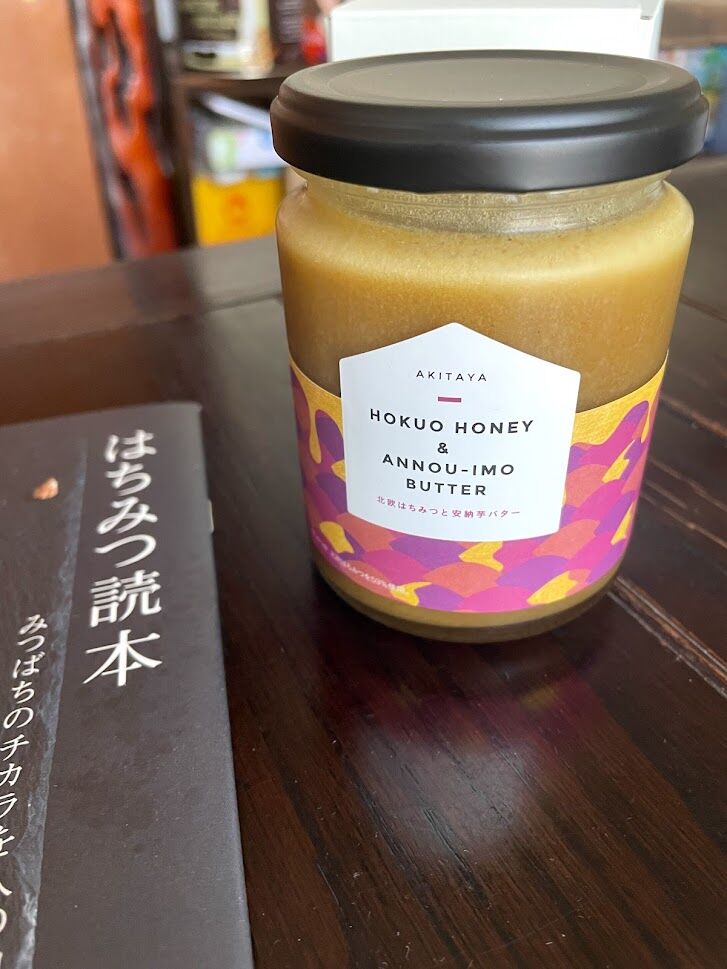 AKITAYA
HOKUO HONEY
&
ANNOU-IMO
BUTTER
北欧はちみつと安納芋バター
はちみつ読本
みつばちのチカラを